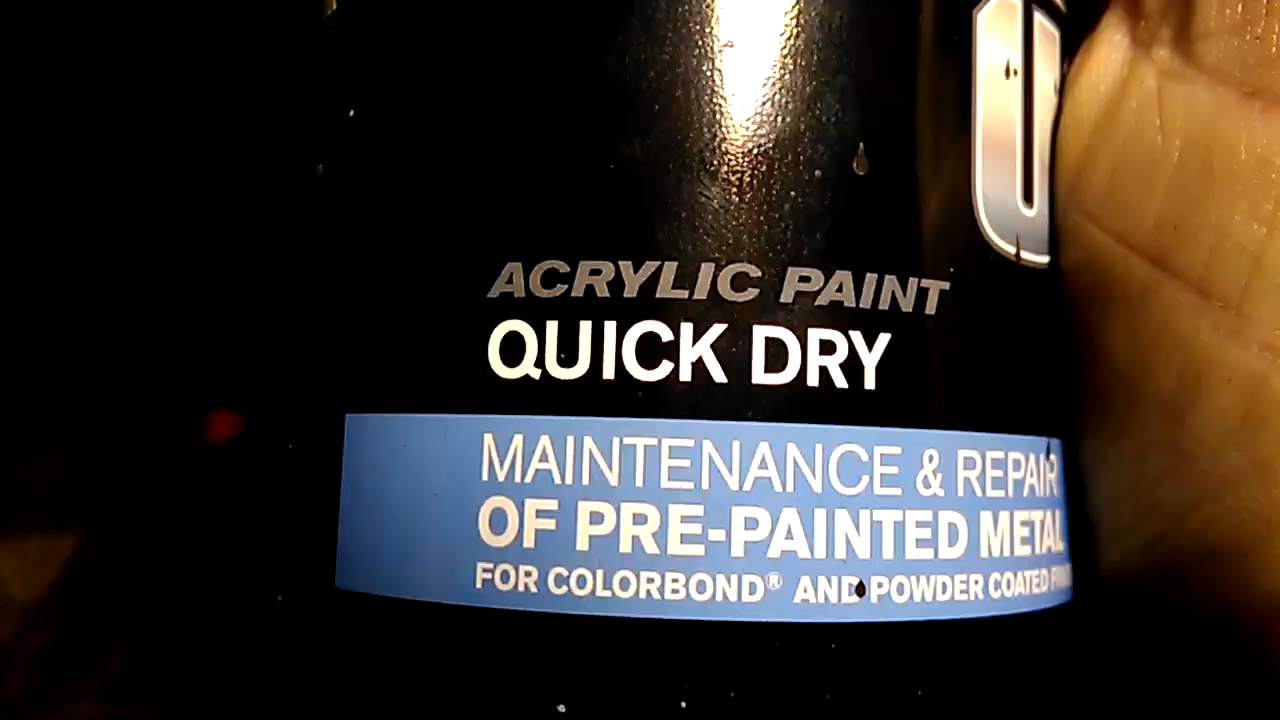 ACRYLIC PAINT
QUICK DRY
MAINTENANCE & REPAIR
OF PRE-PAINTED METAL
FOR COLORBOND® AND POWDER COATED